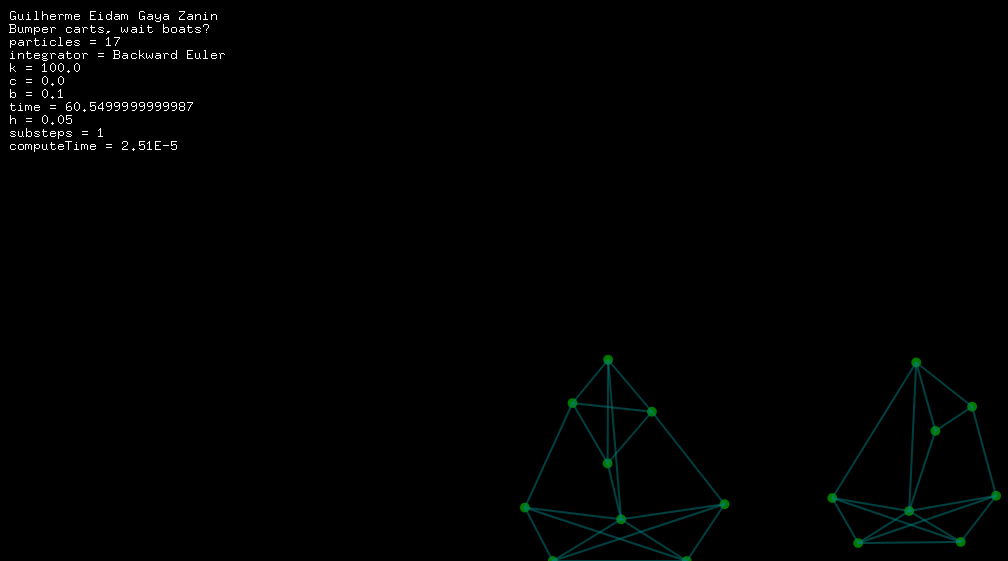 Guilherme Eidam Gaya Zanin
Bumper carts, wait boats?
particles = 17
integrator = Backward Euler
k = 100.0
c = 0.0
b = 0.1
time = 60.5499999999987
h = 0.05
substeps = 1
computeTime = 2.51E-5